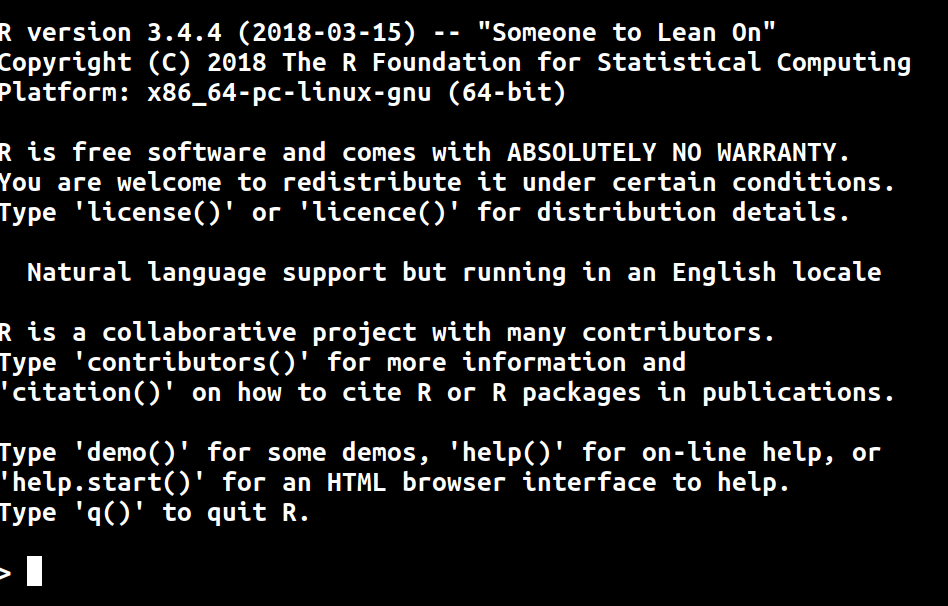 R version 3.4.4 (2018-03-15) -- "Someone to Lean On"
Copyright (C) 2018 The R Foundation for Statistical Computing
Platform: x86_64-pc-linux-gnu (64-bit)
R is free software and comes with ABSOLUTELY NO WARRANTY.
You are welcome to redistribute it under certain conditions.
Type 'license()' or 'licence()' for distribution details.
Natural language support but running in an English locale
R is a collaborative project with many contributors.
Type 'contributors()' for more information and
'citation()' on how to cite R or R packages in publications.
Type 'demo()' for some demos, 'help()' for on-line help, or
'help.start()' for an HTML browser interface to help.
Type 'q()' to quit R.
>